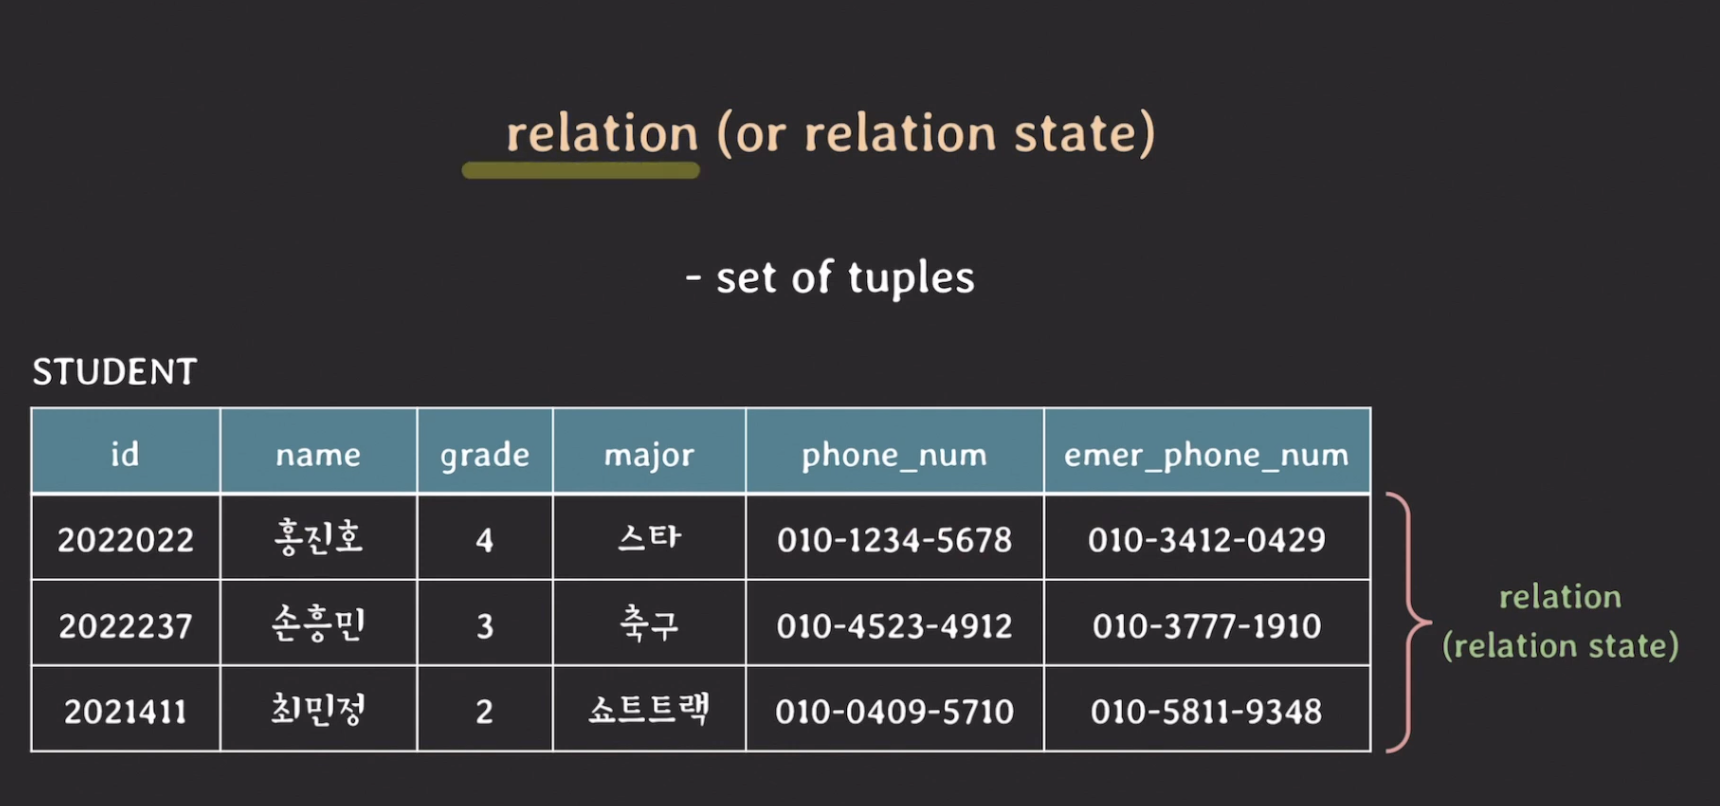 relation (or relation state)
- set of tuples
STUDENT
id name grade major phone_num emer_phone_num
2022022 홍진호 4 스타 010-1234-5678 010-3412-0429
2022237 손흥민 3 축구 010-4523-4912 010-3777-1910
2021411 최민정 2 쇼트트랙 010-0409-5710 010-5811-9348
relation
(relation state)